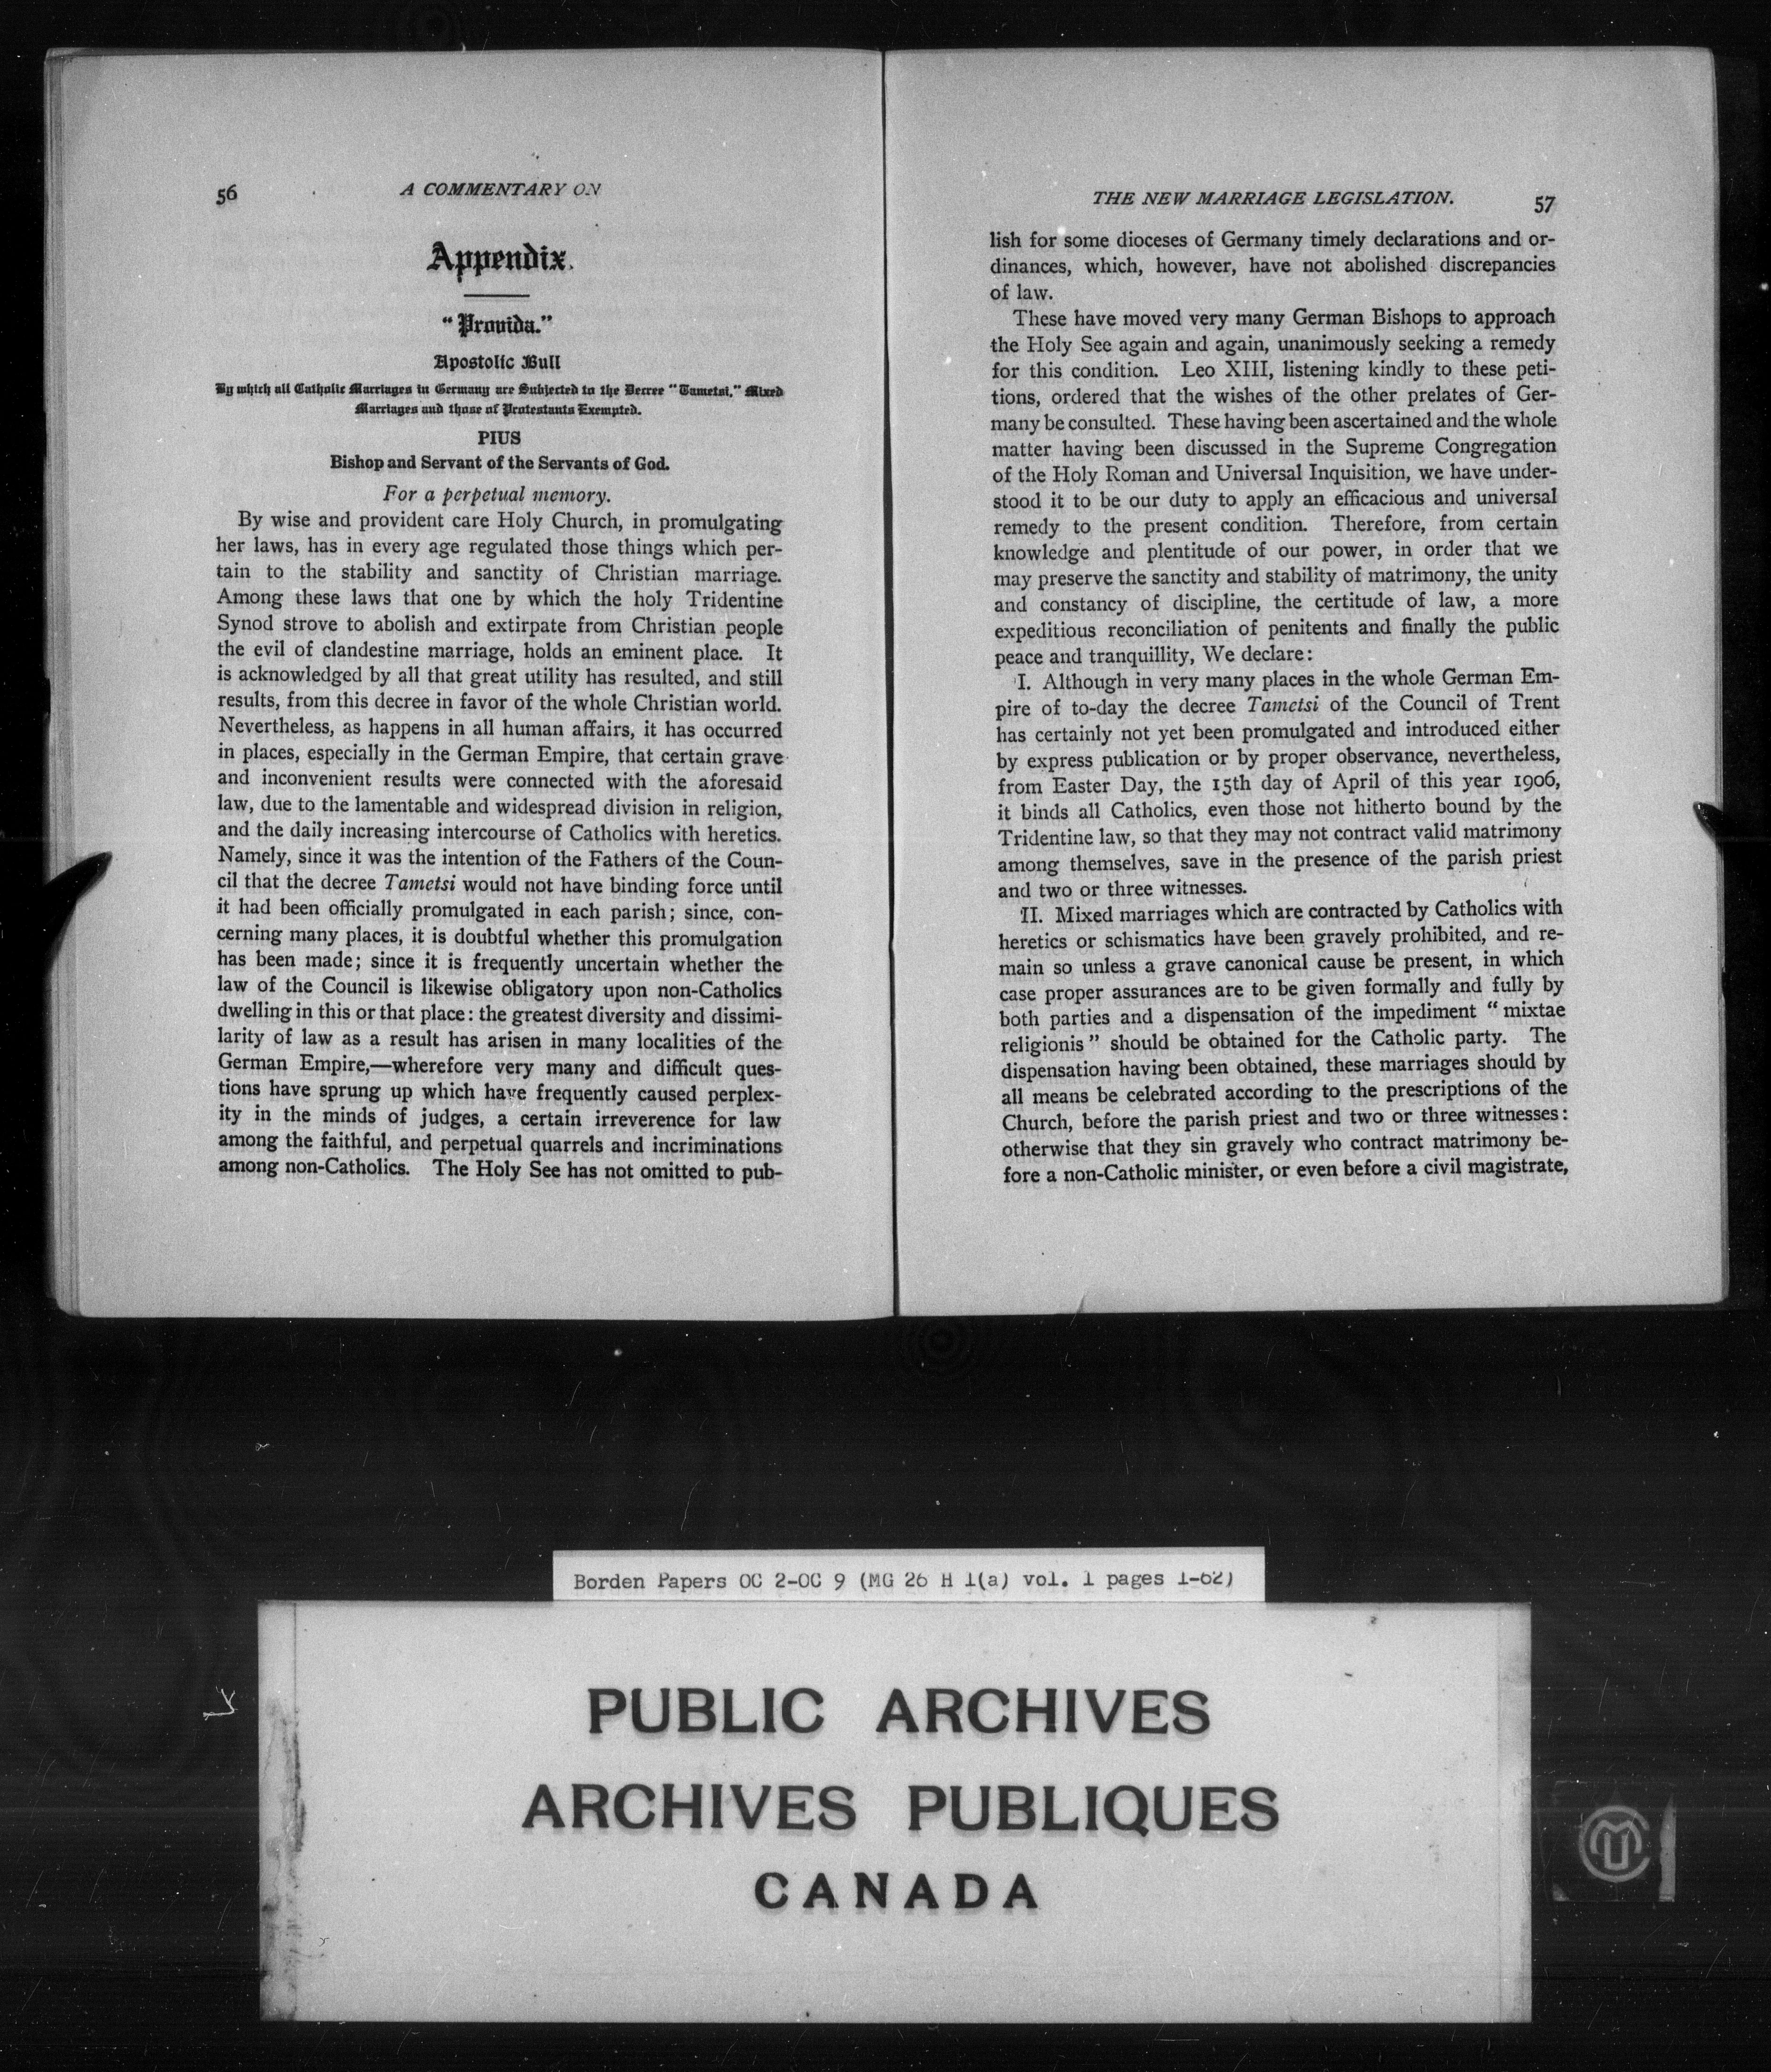 56
A COMMENTARY ON
Appendix.
“Provida.”
Apostolic Bull
By which all Catholic Marriages in Germany are Subjected to the Decree “Tametsi,” Mixed
Marriages and those of Protestants Exempted.
PIUS
Bishop and Servant of the Servants of God.
For a perpetual memory.
By wise and provident care Holy Church, in promulgating
her laws, has in every age regulated those things which per-
tain to the stability and sanctity of Christian marriage.
Among these laws that one by which the holy Tridentine
Synod strove to abolish and extirpate from Christian people
the evil of clandestine marriage, holds an eminent place. It
is acknowledged by all that great utility has resulted, and still
results, from this decree in favor of the whole Christian world.
Nevertheless, as happens in all human affairs, it has occurred
in places, especially in the German Empire, that certain grave
and inconvenient results were connected with the aforesaid
law, due to the lamentable and widespread division in religion,
and the daily increasing intercourse of Catholics with heretics.
Namely, since it was the intention of the Fathers of the Coun-
cil that the decree Tametsi would not have binding force until
it had been officially promulgated in each parish; since, con-
cerning many places, it is doubtful whether this promulgation
has been made; since it is frequently uncertain whether the
law of the Council is likewise obligatory upon non-Catholics
dwelling in this or that place: the greatest diversity and dissimi-
larity of law as a result has arisen in many localities of the
German Empire,—wherefore very many and difficult ques-
tions have sprung up which have frequently caused perplex-
ity in the minds of judges, a certain irreverence for law
among the faithful, and perpetual quarrels and incriminations
among non-Catholics. The Holy See has not omitted to pub-
THE NEW MARRIAGE LEGISLATION.
57
lish for some dioceses of Germany timely declarations and or-
dinances, which, however, have not abolished discrepancies
of law.
These have moved very many German Bishops to approach
the Holy See again and again, unanimously seeking a remedy
for this condition. Leo XIII, listening kindly to these peti-
tions, ordered that the wishes of the other prelates of Ger-
many be consulted. These having been ascertained and the whole
matter having been discussed in the Supreme Congregation
of the Holy Roman and Universal Inquisition, we have under-
stood it to be our duty to apply an efficacious and universal
remedy to the present condition. Therefore, from certain
knowledge and plentitude of our power, in order that we
may preserve the sanctity and stability of matrimony, the unity
and constancy of discipline, the certitude of law, a more
expeditious reconciliation of penitents and finally the public
peace and tranquillity, We declare:
I. Although in very many places in the whole German Em-
pire of to-day the decree Tametsi of the Council of Trent
has certainly not yet been promulgated and introduced either
by express publication or by proper observance, nevertheless,
from Easter Day, the 15th day of April of this year 1906,
it binds all Catholics, even those not hitherto bound by the
Tridentine law, so that they may not contract valid matrimony
among themselves, save in the presence of the parish priest
and two or three witnesses.
II. Mixed marriages which are contracted by Catholics with
heretics or schismatics have been gravely prohibited, and re-
main so unless a grave canonical cause be present, in which
case proper assurances are to be given formally and fully by
both parties and a dispensation of the impediment “mixtae
religionis” should be obtained for the Catholic party. The
dispensation having been obtained, these marriages should by
all means be celebrated according to the prescriptions of the
Church, before the parish priest and two or three witnesses:
otherwise that they sin gravely who contract matrimony be-
fore a non-Catholic minister, or even before a civil magistrate,
Borden Papers OC 2-OC 9 (MG 26 H 1(a) vol. 1 pages 1-62)
PUBLIC ARCHIVES
ARCHIVES PUBLIQUES
CANADA